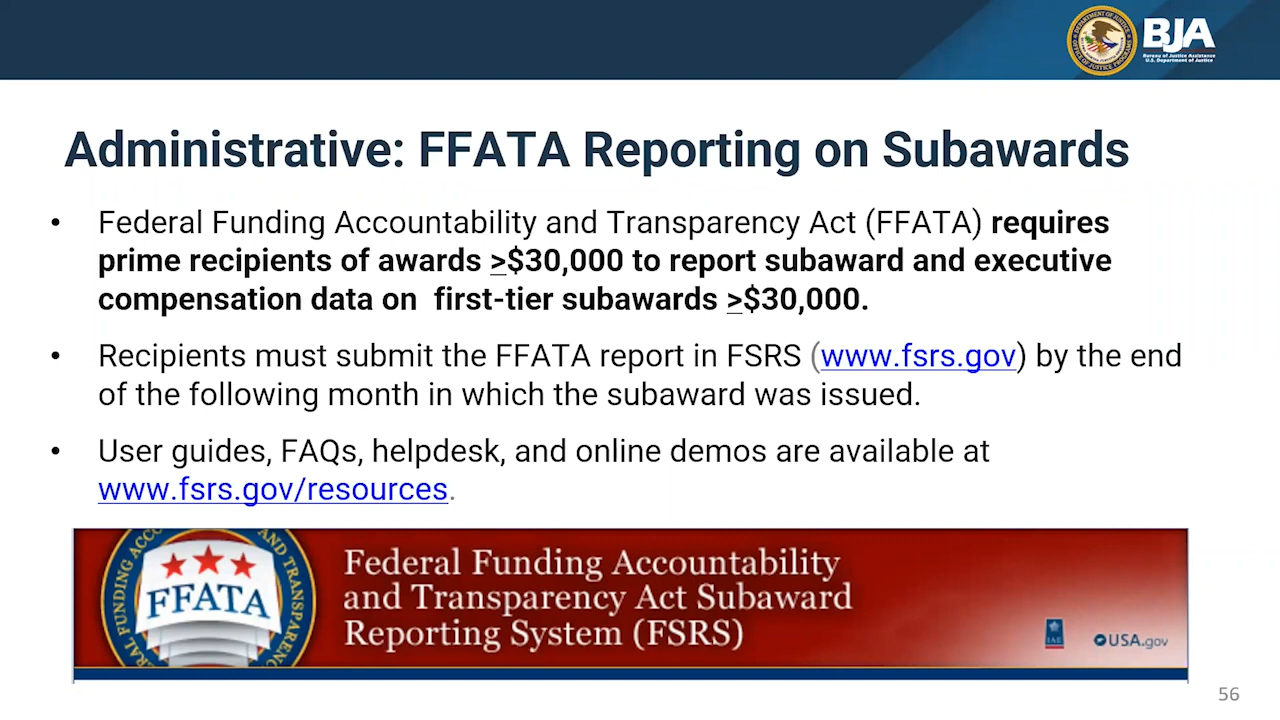 BJA
Bureau of Justice Assistance
U.S. Department of Justice
Administrative: FFATA Reporting on Subawards
• Federal Funding Accountability and Transparency Act (FFATA) requires
prime recipients of awards >$30,000 to report subaward and executive
compensation data on first-tier subawards >$30,000.
• Recipients must submit the FFATA report in FSRS (www.fsrs.gov) by the end
of the following month in which the subaward was issued.
• User guides, FAQs, helpdesk, and online demos are available at
www.fsrs.gov/resources.
FFATA
Federal Funding Accountability
and Transparency Act Subaward
Reporting System (FSRS)
IAE
USA.gov
56